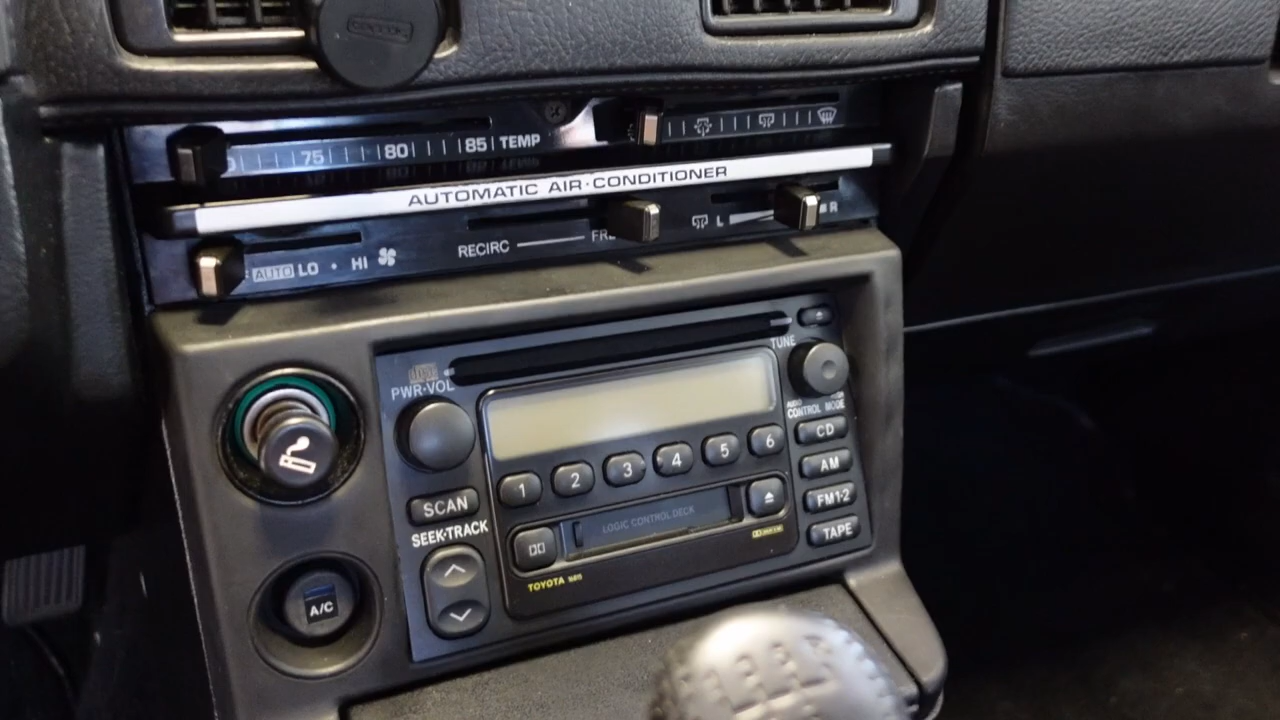 75 80 85 TEMP
AUTOMATIC AIR-CONDITIONER
AUTO LO • HI
RECIRC
L R
PWR•VOL
TUNE
CONTROL MODE
CD
1 2 3 4 5 6
AM
SCAN
FM1•2
SEEK•TRACK
LOGIC CONTROL DECK
TAPE
TOYOTA
A/C